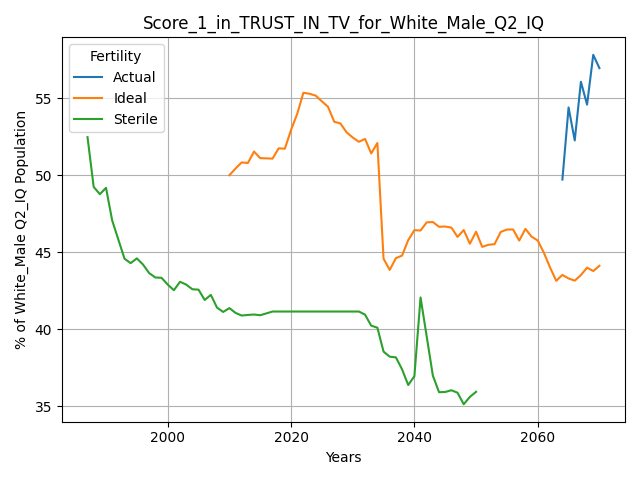 Score_1_in_TRUST_IN_TV_for_White_Male_Q2_IQ
Fertility
Actual
Ideal
Sterile
% of White_Male Q2_IQ Population
55
50
45
40
35
2000
2020
2040
2060
Years